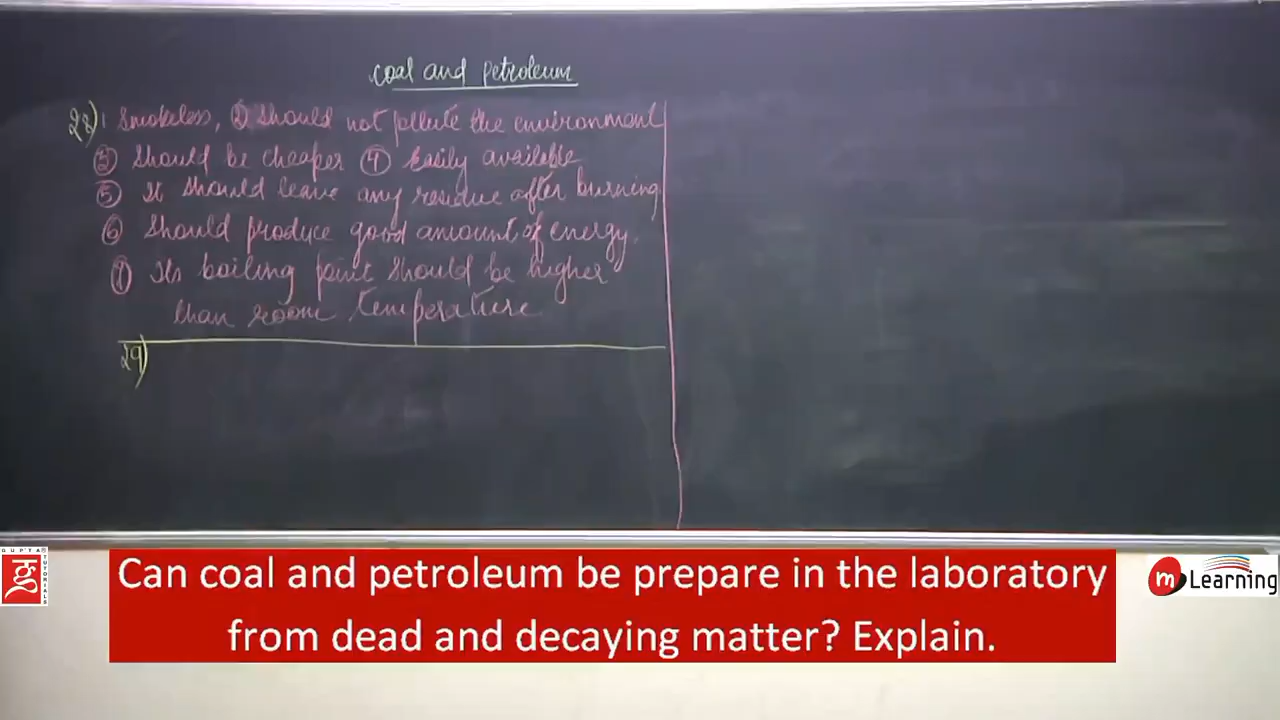 coal and petroleum
28) 1 Smokeless, ② Should not pollute the environment
③ Should be cheaper ④ Easily available
⑤ It should leave any residue after burning
⑥ Should produce good amount of energy.
⑦ Its boiling point should be higher
than room temperature
29)
Can coal and petroleum be prepare in the laboratory
from dead and decaying matter? Explain.
GUPTA
TUTORIALS
m Learning